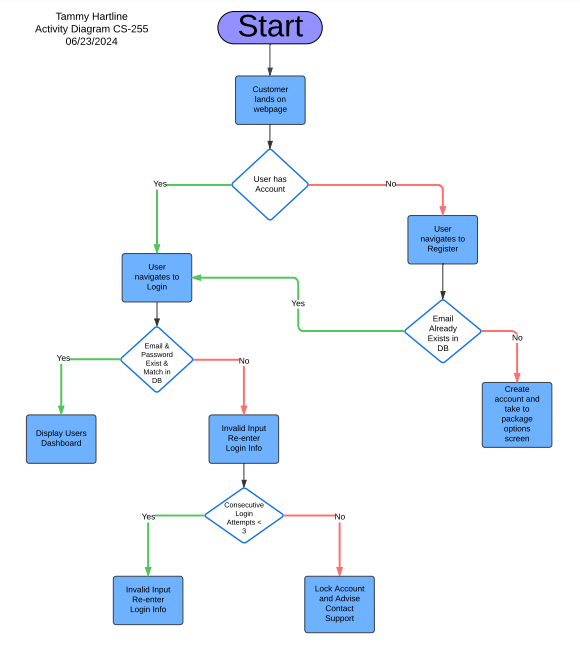 Tammy Hartline
Activity Diagram CS-255
06/23/2024
Start
Customer
lands on
webpage
User has
Account
Yes
No
User
navigates to
Register
User
navigates to
Login
Yes
Email
Already
Exists in
DB
No
Email &
Password
Exist &
Match in
DB
Yes
No
Create
account and
take to
package
options
screen
Display Users
Dashboard
Invalid Input
Re-enter
Login Info
Consecutive
Login
Attempts <
3
Yes
No
Invalid Input
Re-enter
Login Info
Lock Account
and Advise
Contact
Support